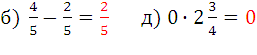 б) 4/5 − 2/5 = 2/5 д) 0 · 2 3/4 = 0